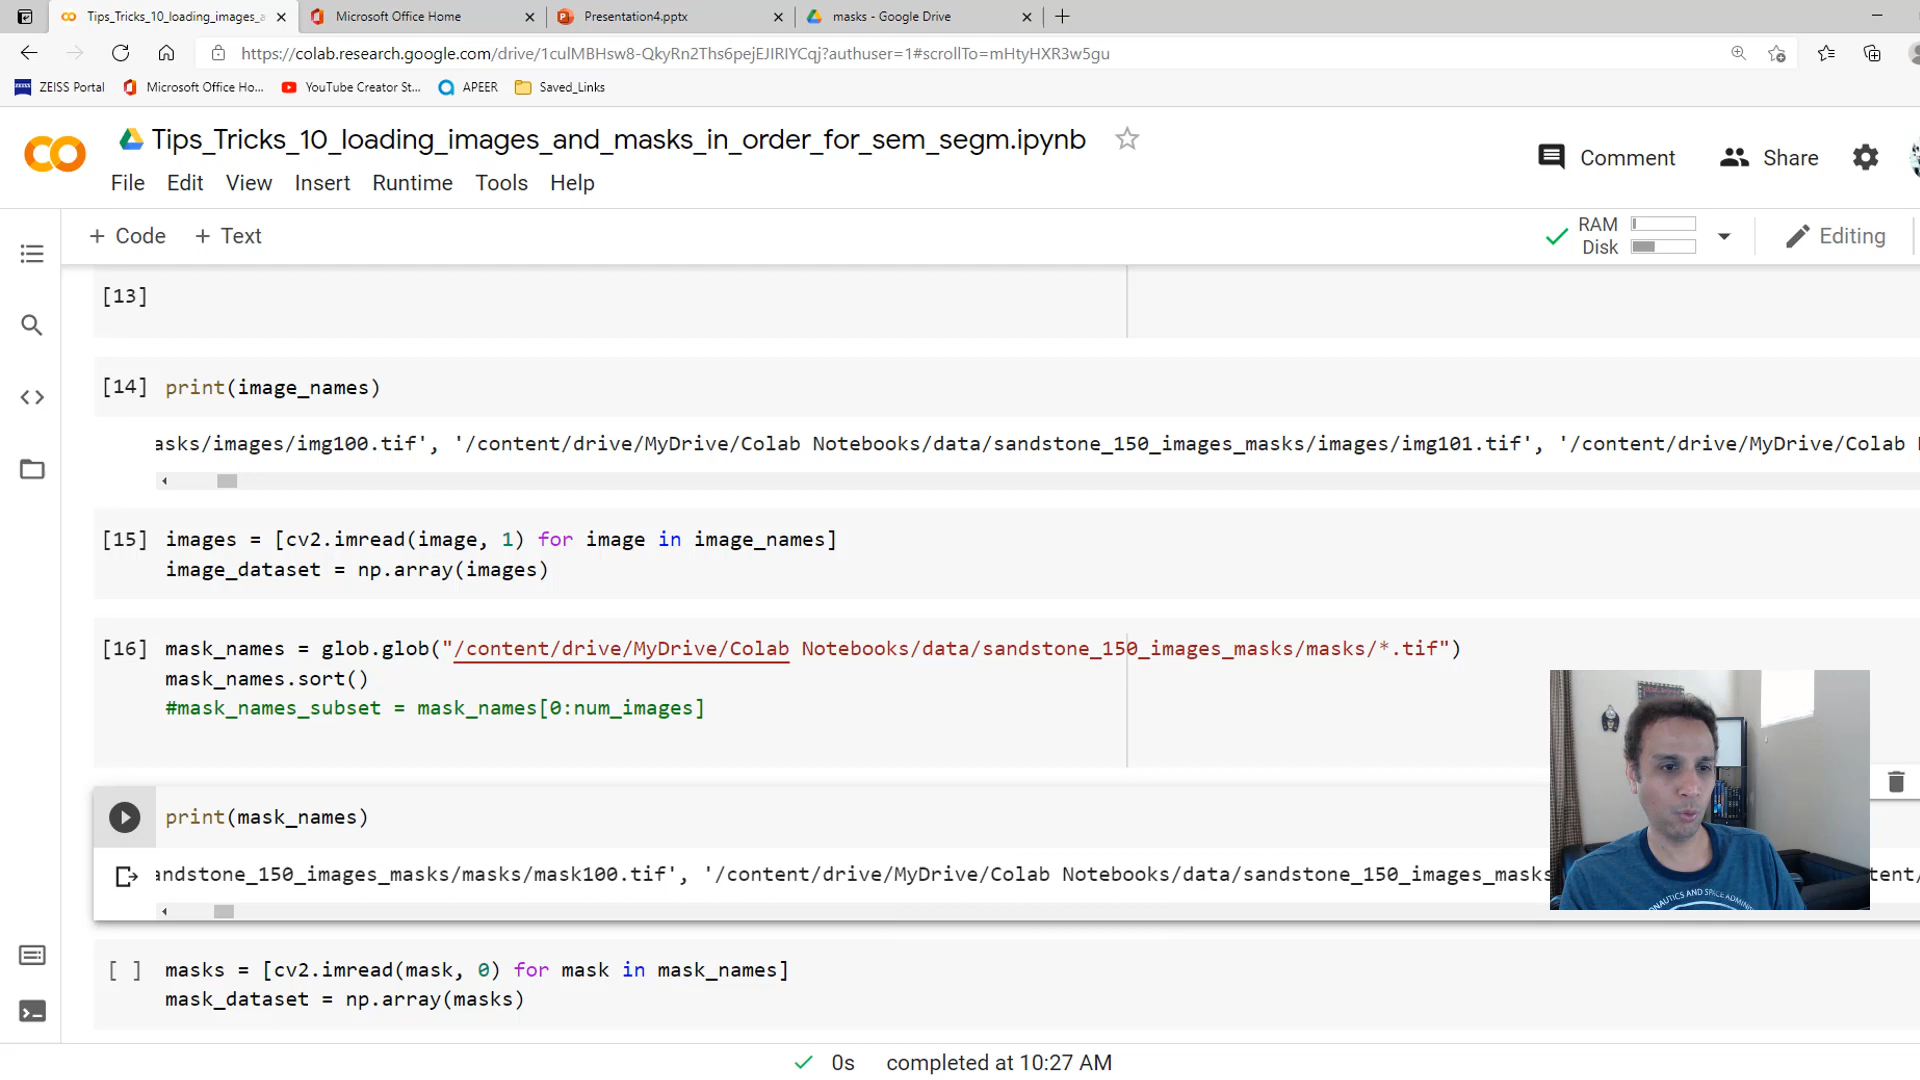 Tips_Tricks_10_loading_images_a
Microsoft Office Home
Presentation4.pptx
masks - Google Drive
https://colab.research.google.com/drive/1culMBHsw8-QkyRn2Ths6pejEJIRIYCqj?authuser=1#scrollTo=mHtyHXR3w5gu
ZEISS Portal
Microsoft Office Ho...
YouTube Creator St...
APEER
Saved_Links
Tips_Tricks_10_loading_images_and_masks_in_order_for_sem_segm.ipynb
Comment
Share
File Edit View Insert Runtime Tools Help
+ Code + Text
RAM
Disk
Editing
[13]
[14] print(image_names)
asks/images/img100.tif', '/content/drive/MyDrive/Colab Notebooks/data/sandstone_150_images_masks/images/img101.tif', '/content/drive/MyDrive/Colab
[15] images = [cv2.imread(image, 1) for image in image_names]
image_dataset = np.array(images)
[16] mask_names = glob.glob("/content/drive/MyDrive/Colab Notebooks/data/sandstone_150_images_masks/masks/*.tif")
mask_names.sort()
#mask_names_subset = mask_names[0:num_images]
print(mask_names)
andstone_150_images_masks/masks/mask100.tif', '/content/drive/MyDrive/Colab Notebooks/data/sandstone_150_images_masks
tent/
[ ] masks = [cv2.imread(mask, 0) for mask in mask_names]
mask_dataset = np.array(masks)
0s completed at 10:27 AM